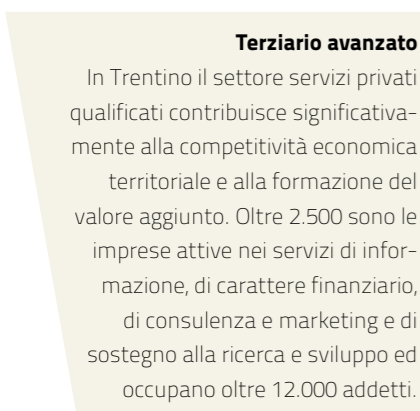 Terziario avanzato
In Trentino il settore servizi privati
qualificati contribuisce significativa-
mente alla competitività economica
territoriale e alla formazione del
valore aggiunto. Oltre 2.500 sono le
imprese attive nei servizi di infor-
mazione, di carattere finanziario,
di consulenza e marketing e di
sostegno alla ricerca e sviluppo ed
occupano oltre 12.000 addetti.